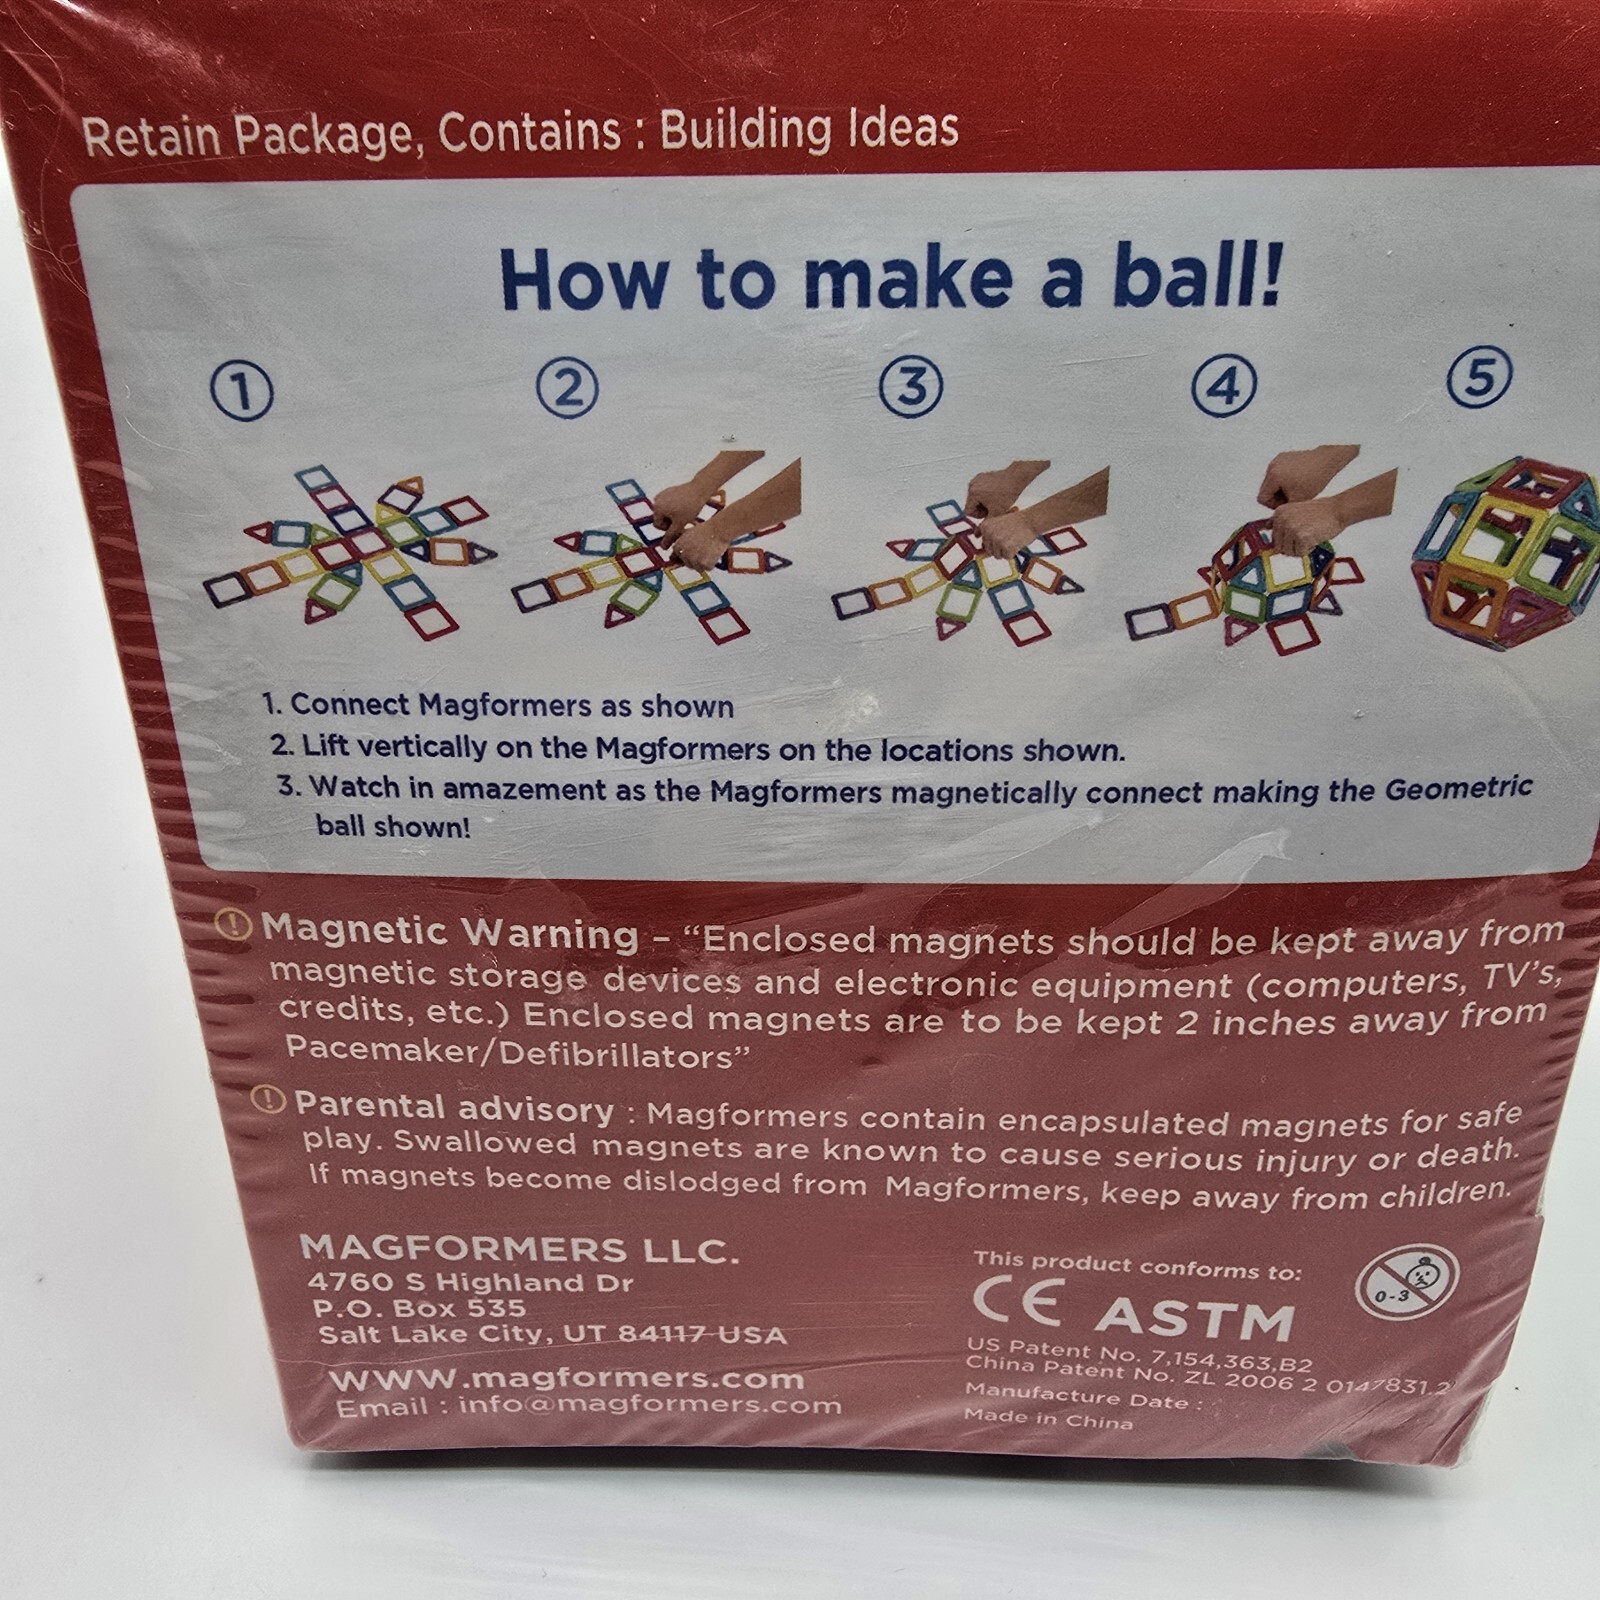 Retain Package, Contains : Building Ideas
How to make a ball!
1 2 3 4 5
1. Connect Magformers as shown
2. Lift vertically on the Magformers on the locations shown.
3. Watch in amazement as the Magformers magnetically connect making the Geometric
ball shown!
! Magnetic Warning – “Enclosed magnets should be kept away from
magnetic storage devices and electronic equipment (computers, TV's,
credits, etc.) Enclosed magnets are to be kept 2 inches away from
Pacemaker/Defibrillators”
! Parental advisory : Magformers contain encapsulated magnets for safe
play. Swallowed magnets are known to cause serious injury or death.
If magnets become dislodged from Magformers, keep away from children.
MAGFORMERS LLC.
4760 S Highland Dr
P.O. Box 535
Salt Lake City, UT 84117 USA
WWW.magformers.com
Email : info@magformers.com
This product conforms to:
CE ASTM
0-3
US Patent No. 7,154,363,B2
China Patent No. ZL 2006 2 0147831.2
Manufacture Date :
Made in China